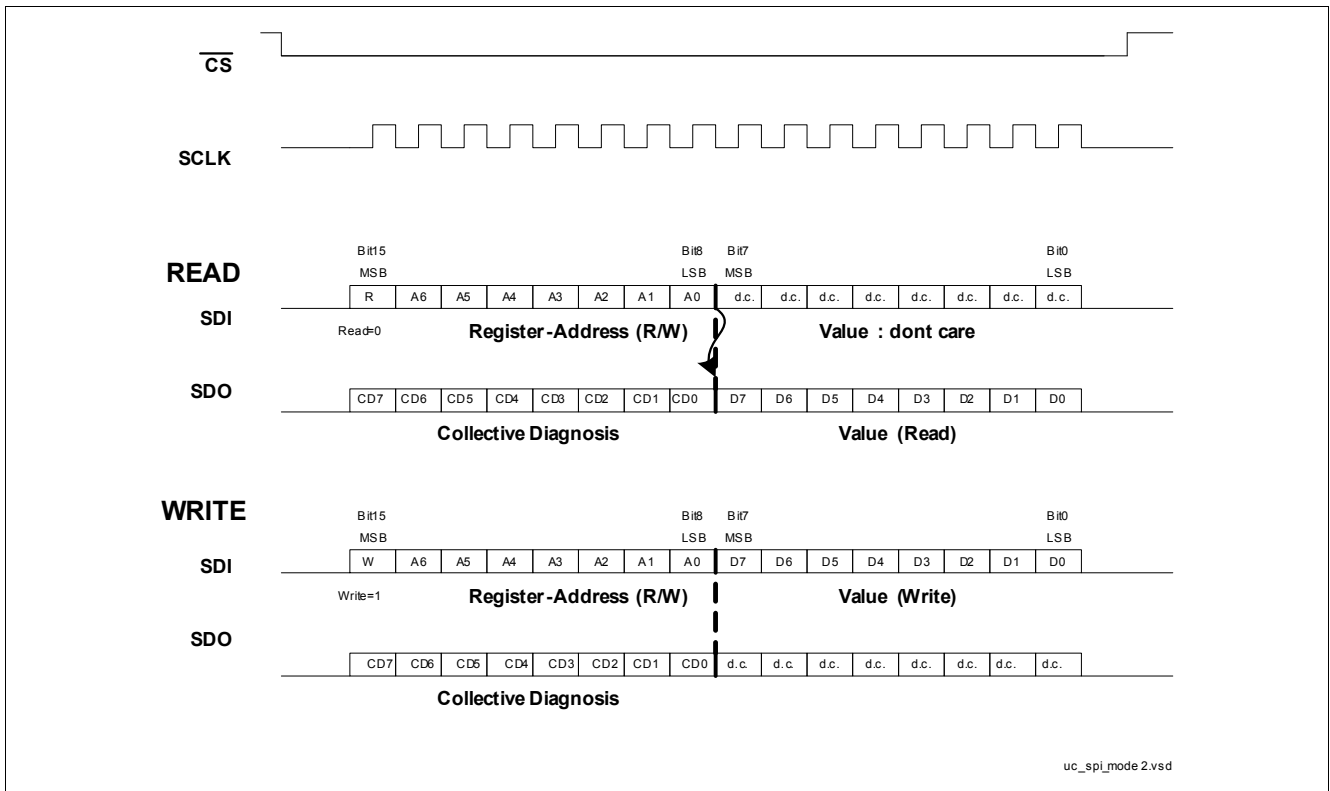 CS
SCLK
Bit15 Bit8 Bit7 Bit0
READ MSB LSB MSB LSB
R A6 A5 A4 A3 A2 A1 A0 d.c. d.c. d.c. d.c. d.c. d.c. d.c. d.c.
SDI
Read=0 Register-Address (R/W) Value : dont care
SDO
CD7 CD6 CD5 CD4 CD3 CD2 CD1 CD0 D7 D6 D5 D4 D3 D2 D1 D0
Collective Diagnosis Value (Read)
WRITE
Bit15 Bit8 Bit7 Bit0
MSB LSB MSB LSB
SDI W A6 A5 A4 A3 A2 A1 A0 D7 D6 D5 D4 D3 D2 D1 D0
Write=1 Register-Address (R/W) Value (Write)
SDO
CD7 CD6 CD5 CD4 CD3 CD2 CD1 CD0 d.c. d.c. d.c. d.c. d.c. d.c. d.c. d.c.
Collective Diagnosis
uc_spi_mode 2.vsd